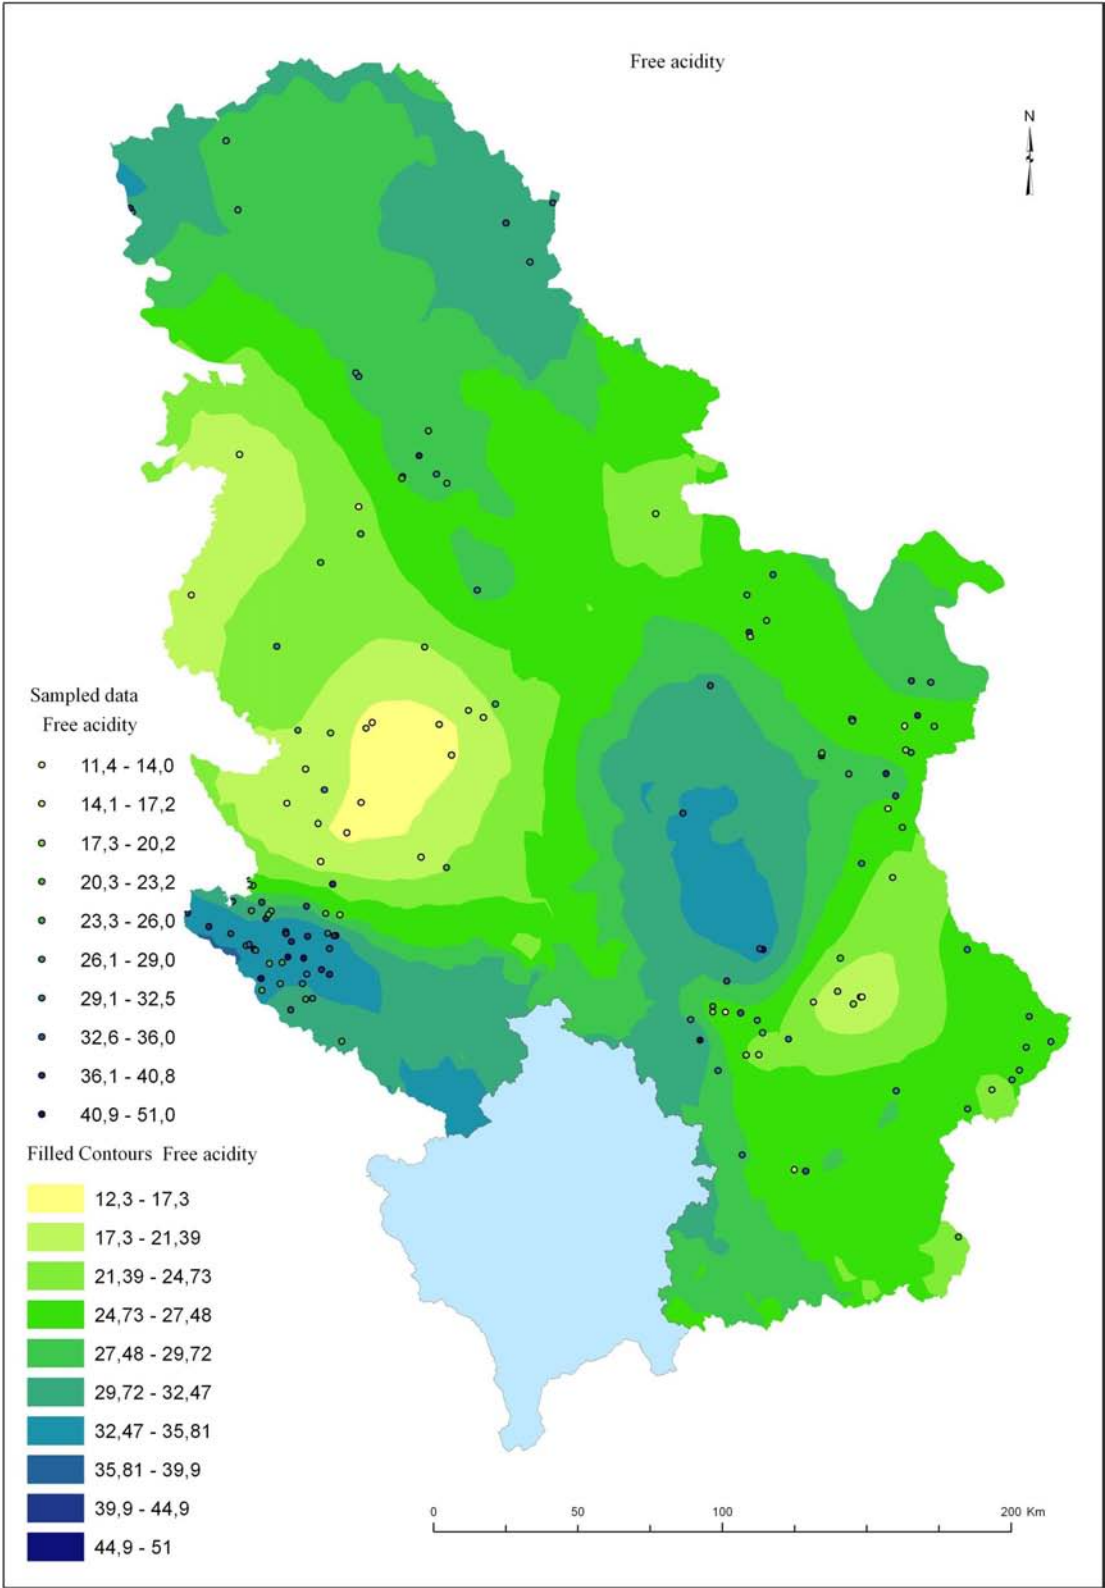 Free acidity
N
Sampled data
Free acidity
11,4 - 14,0
14,1 - 17,2
17,3 - 20,2
20,3 - 23,2
23,3 - 26,0
26,1 - 29,0
29,1 - 32,5
32,6 - 36,0
36,1 - 40,8
40,9 - 51,0
Filled Contours Free acidity
12,3 - 17,3
17,3 - 21,39
21,39 - 24,73
24,73 - 27,48
27,48 - 29,72
29,72 - 32,47
32,47 - 35,81
35,81 - 39,9
39,9 - 44,9
44,9 - 51
0 50 100 200 Km